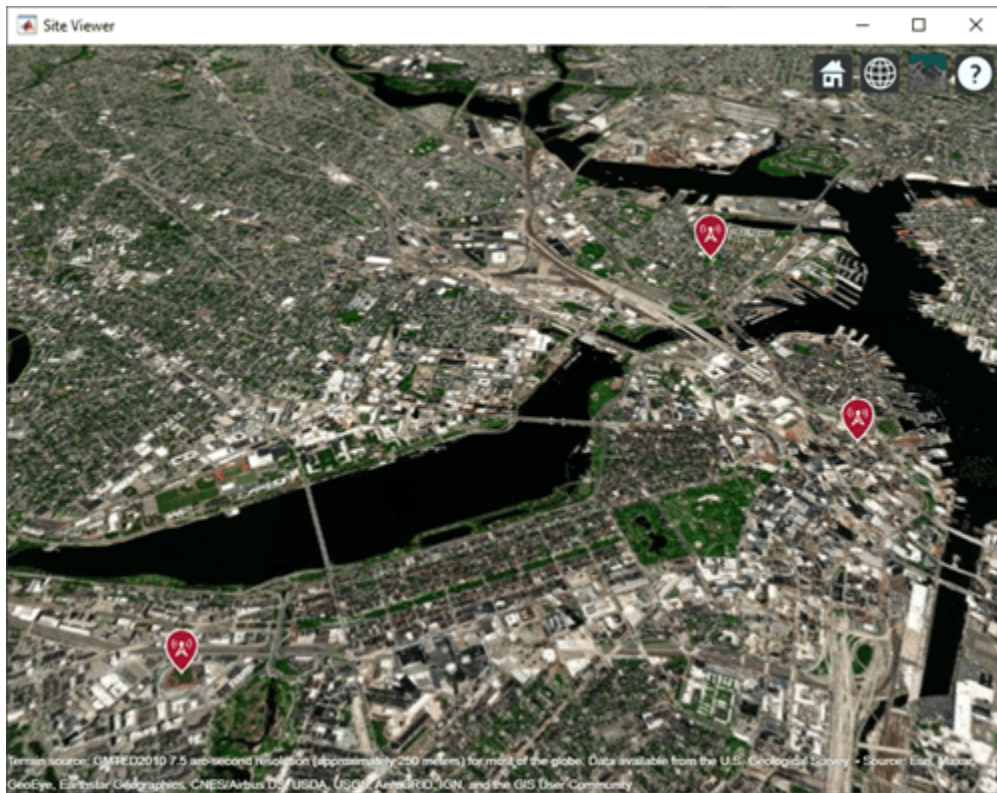 Site Viewer
Terrain source: GMTED2010 7.5 arc-second resolution (approximately 250 meters) for most of the globe. Data available from the U.S. Geological Survey. • Source: Esri, Maxar,
GeoEye, Earthstar Geographics, CNES/Airbus DS, USDA, USGS, AeroGRID, IGN, and the GIS User Community